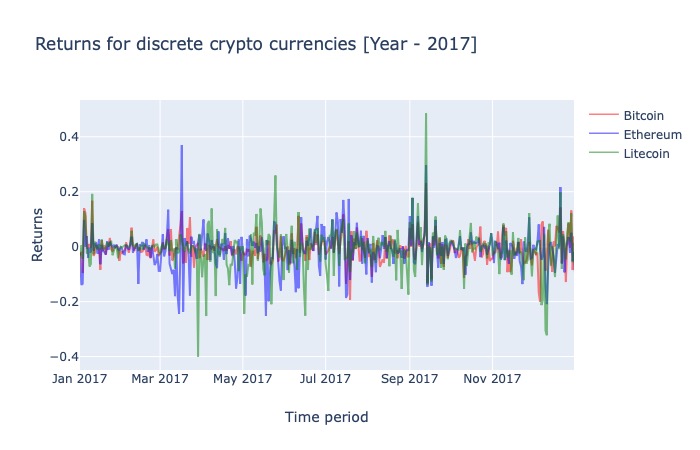 Returns for discrete crypto currencies [Year - 2017]
Bitcoin
Ethereum
Litecoin
Returns
0.4
0.2
0
−0.2
−0.4
Jan 2017 Mar 2017 May 2017 Jul 2017 Sep 2017 Nov 2017
Time period